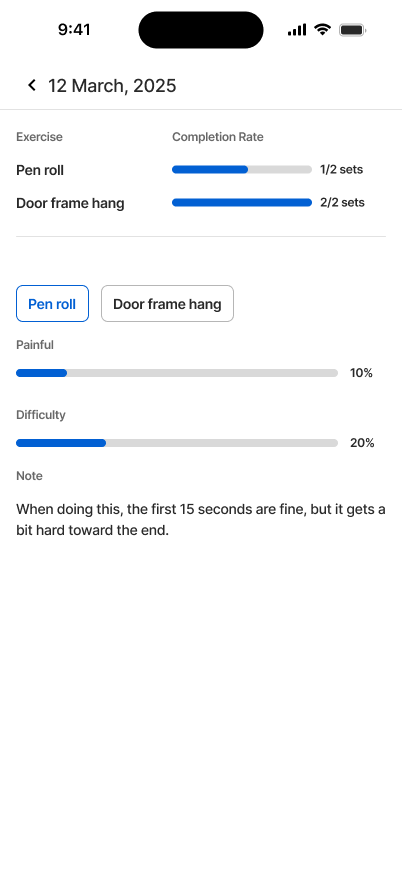 9:41
12 March, 2025
Exercise Completion Rate
Pen roll 1/2 sets
Door frame hang 2/2 sets
Pen roll Door frame hang
Painful
10%
Difficulty
20%
Note
When doing this, the first 15 seconds are fine, but it gets a
bit hard toward the end.